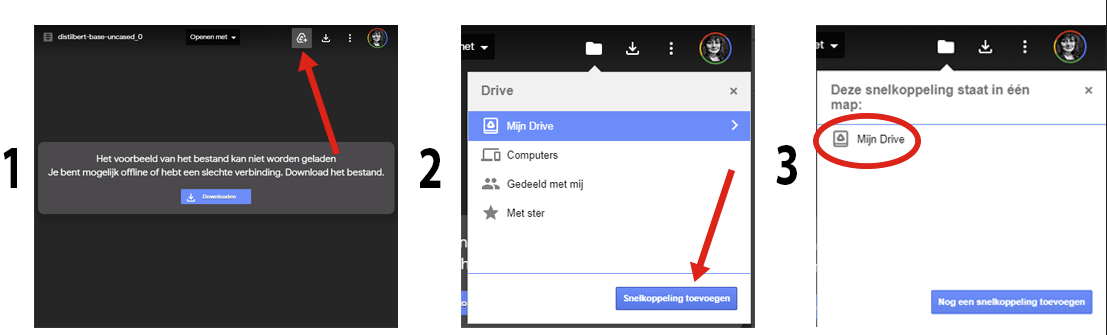 1
distilbert-base-uncased_0
Openen met
Het voorbeeld van het bestand kan niet worden geladen
Je bent mogelijk offline of hebt een slechte verbinding. Download het bestand.
Downloaden
2
net
Drive
Mijn Drive
Computers
Gedeeld met mij
Met ster
Snelkoppeling toevoegen
3
et
Deze snelkoppeling staat in één
map:
Mijn Drive
Nog een snelkoppeling toevoegen